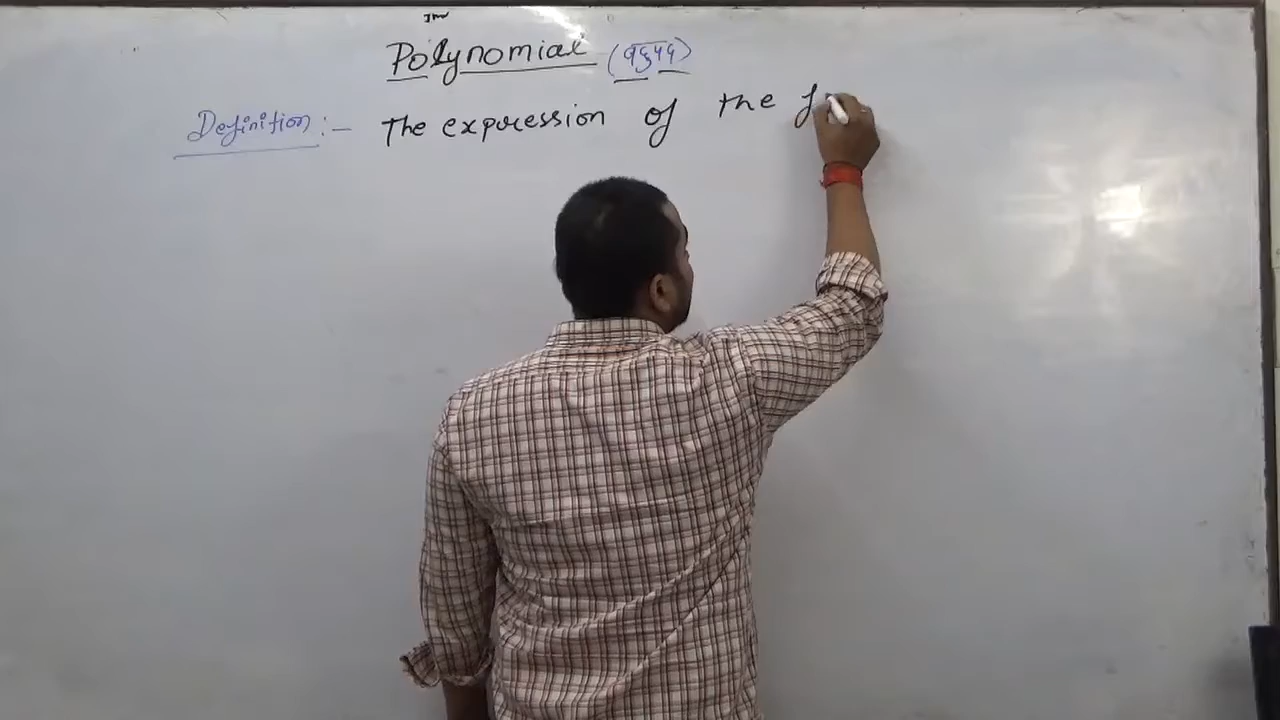 Polynomial (बहुपद)
Definition :- The expression of the f